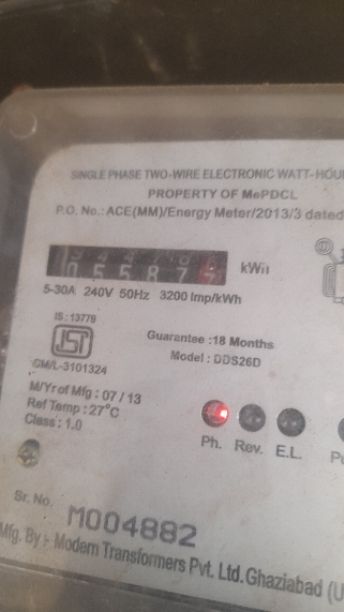 SINGLE PHASE TWO-WIRE ELECTRONIC WATT-HOU
PROPERTY OF MePDCL
P.O. No.: ACE(MM)/Energy Meter/2013/3 dated
05587 kWh
5-30A 240V 50Hz 3200 Imp/kWh
IS : 13779
ISI
CM/L-3101324
Guarantee : 18 Months
Model : DDS26D
M/Yr of Mfg : 07 / 13
Ref Temp : 27°C
Class : 1.0
Ph. Rev. E.L.
Sr. No.
M004882
Mfg. By :- Modern Transformers Pvt. Ltd. Ghaziabad (U